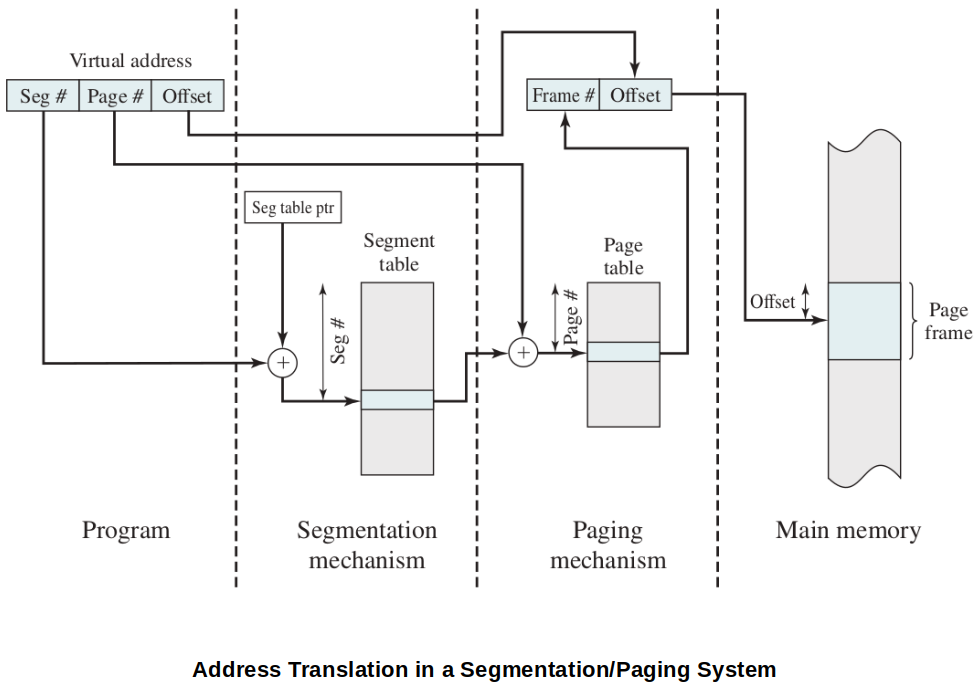 Virtual address
Seg # Page # Offset
Frame # Offset
Seg table ptr
Segment
table
Seg #
Page
table
Page #
Offset
Page
frame
Program
Segmentation
mechanism
Paging
mechanism
Main memory
Address Translation in a Segmentation/Paging System